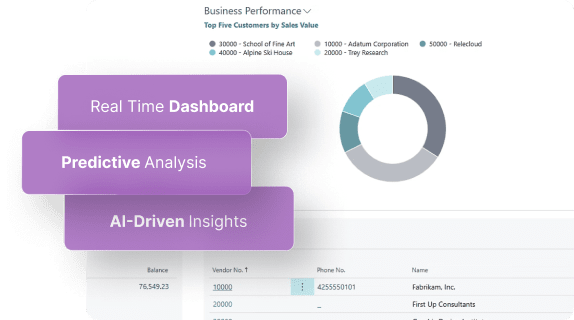 Business Performance
Top Five Customers by Sales Value
30000 - School of Fine Art 10000 - Adatum Corporation 50000 - Relecloud
40000 - Alpine Ski House 20000 - Trey Research
Real Time Dashboard
Predictive Analysis
AI-Driven Insights
Balance Vendor No. ↑ Phone No. Name
76,549.23 10000 4255550101 Fabrikam, Inc.
20000 _ First Up Consultants